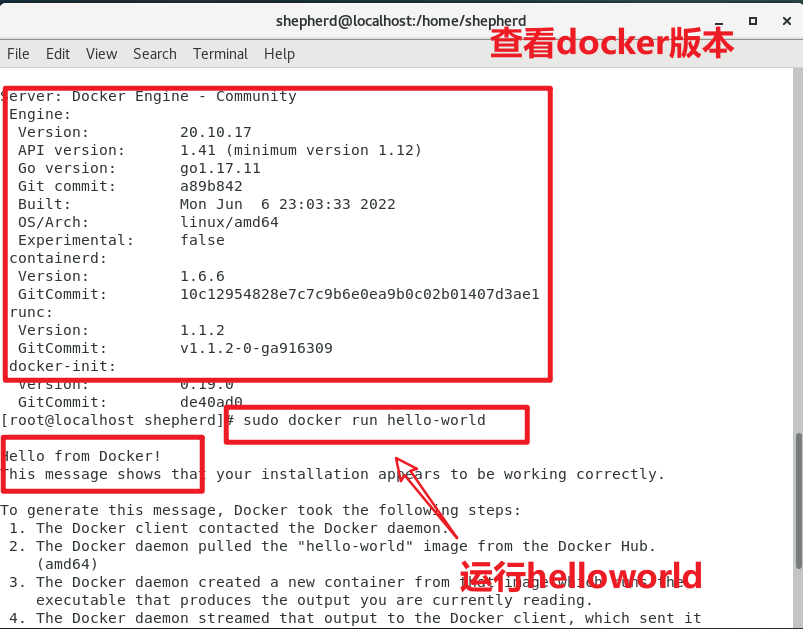 shepherd@localhost:/home/shepherd
File Edit View Search Terminal Help
查看docker版本
Server: Docker Engine - Community
Engine:
Version: 20.10.17
API version: 1.41 (minimum version 1.12)
Go version: go1.17.11
Git commit: a89b842
Built: Mon Jun  6 23:03:33 2022
OS/Arch: linux/amd64
Experimental: false
containerd:
Version: 1.6.6
GitCommit: 10c12954828e7c7c9b6e0ea9b0c02b01407d3ae1
runc:
Version: 1.1.2
GitCommit: v1.1.2-0-ga916309
docker-init:
Version: 0.19.0
GitCommit: de40ad0
[root@localhost shepherd]# sudo docker run hello-world
Hello from Docker!
This message shows that your installation appears to be working correctly.
To generate this message, Docker took the following steps:
1. The Docker client contacted the Docker daemon.
2. The Docker daemon pulled the "hello-world" image from the Docker Hub.
(amd64)
3. The Docker daemon created a new container from that image which runs the
executable that produces the output you are currently reading.
4. The Docker daemon streamed that output to the Docker client, which sent it
运行helloworld